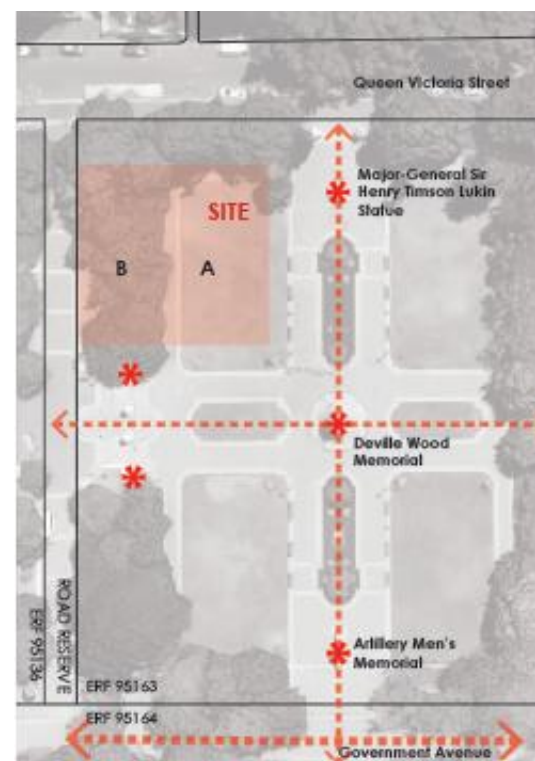 Queen Victoria Street
Major-General Sir
Henry Timson Lukin
Statue
SITE
B
A
Deville Wood
Memorial
ROAD RESERVE
ERF 95136
Artillery Men's
Memorial
ERF 95163
ERF 95164
Government Avenue